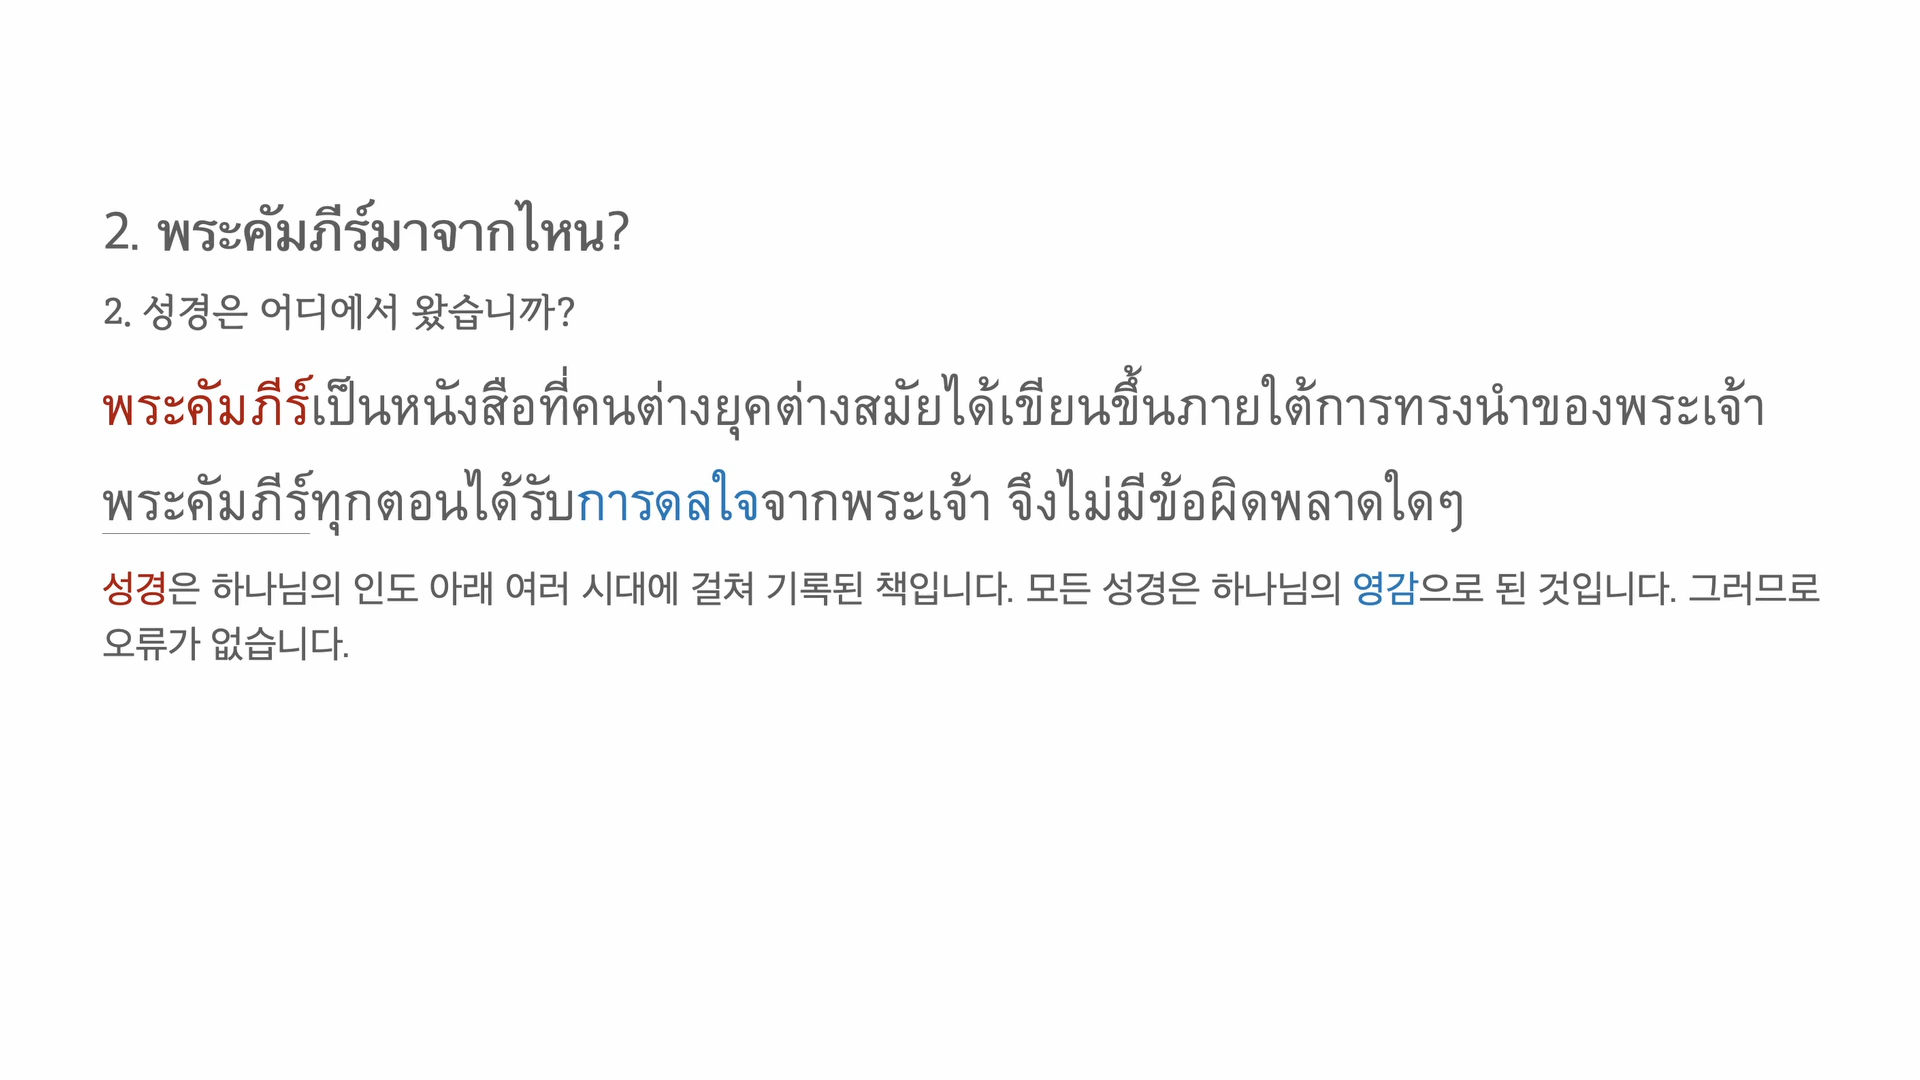 2. พระคัมภีร์มาจากไหน?
2. 성경은 어디에서 왔습니까?
พระคัมภีร์เป็นหนังสือที่คนต่างยุคต่างสมัยได้เขียนขึ้นภายใต้การทรงนำของพระเจ้า
พระคัมภีร์ทุกตอนได้รับการดลใจจากพระเจ้า จึงไม่มีข้อผิดพลาดใดๆ
성경은 하나님의 인도 아래 여러 시대에 걸쳐 기록된 책입니다. 모든 성경은 하나님의 영감으로 된 것입니다. 그러므로
오류가 없습니다.